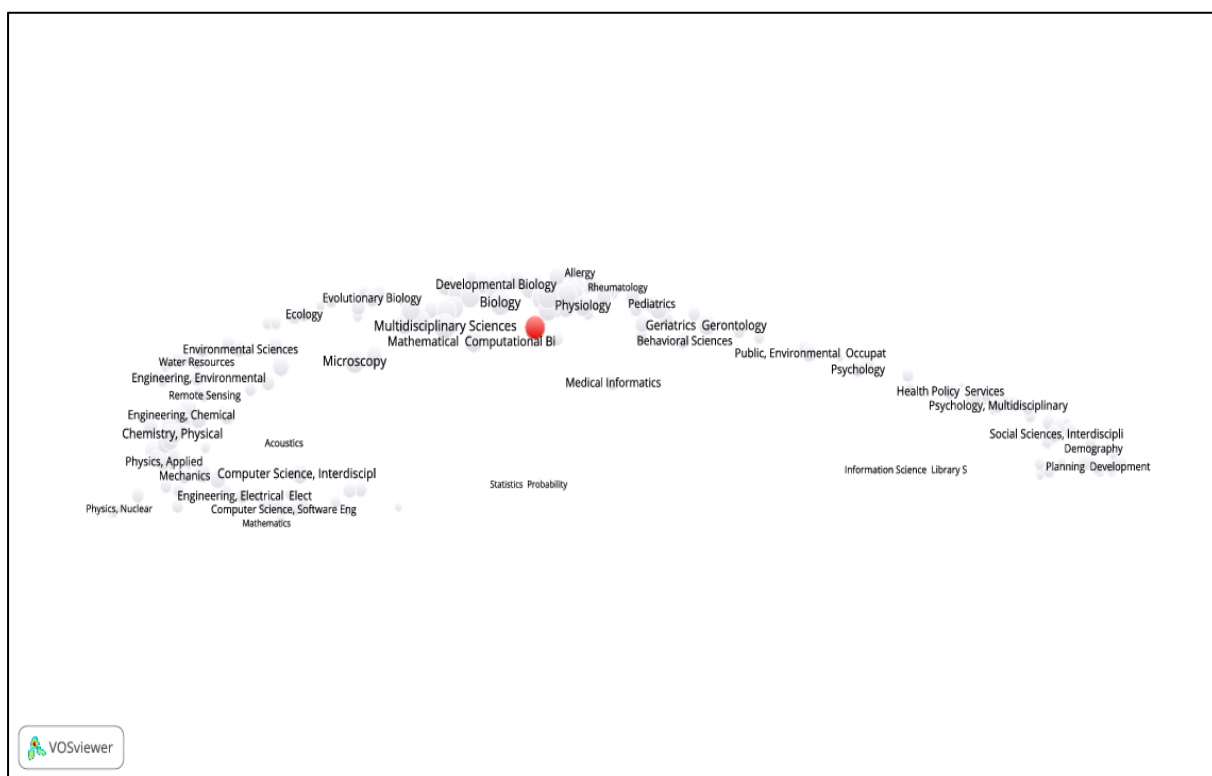 Allergy
Developmental Biology
Rheumatology
Evolutionary Biology
Biology
Physiology
Pediatrics
Ecology
Multidisciplinary Sciences
Geriatrics Gerontology
Mathematical Computational Bi
Behavioral Sciences
Environmental Sciences
Public, Environmental Occupat
Water Resources
Microscopy
Psychology
Engineering, Environmental
Medical Informatics
Remote Sensing
Health Policy Services
Psychology, Multidisciplinary
Engineering, Chemical
Chemistry, Physical
Social Sciences, Interdiscipli
Acoustics
Demography
Physics, Applied
Planning Development
Information Science Library S
Mechanics
Computer Science, Interdiscipl
Statistics Probability
Engineering, Electrical Elect
Physics, Nuclear
Computer Science, Software Eng
Mathematics
VOSviewer